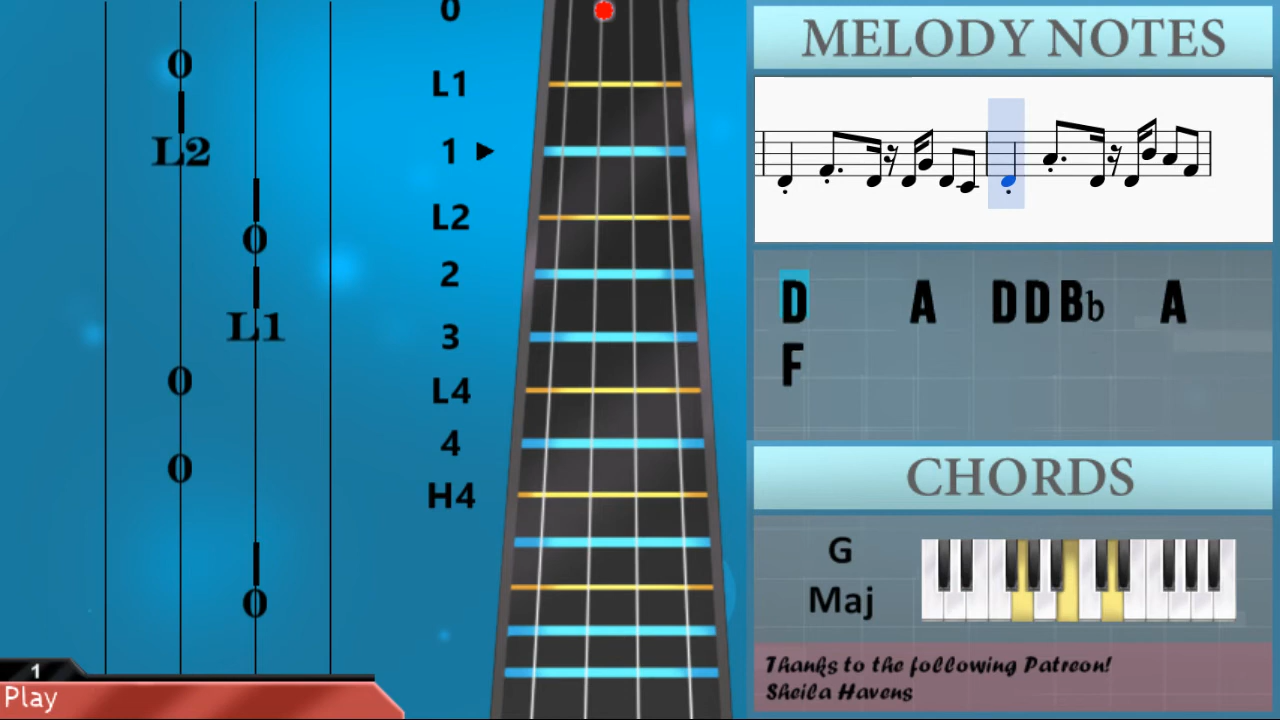 0
L2
0
L1
0
0
0
1
Play
0
L1
1
L2
2
3
L4
4
H4
MELODY NOTES
D A D D Bb A
F
CHORDS
G
Maj
Thanks to the following Patreon!
Sheila Havens